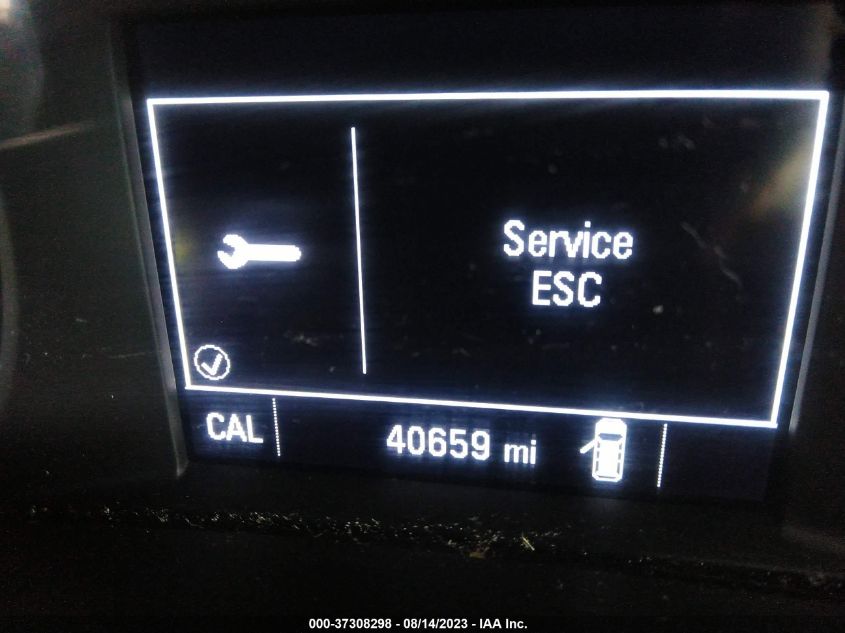 Service
ESC
CAL
40659 mi
000-37308298 - 08/14/2023 - IAA Inc.